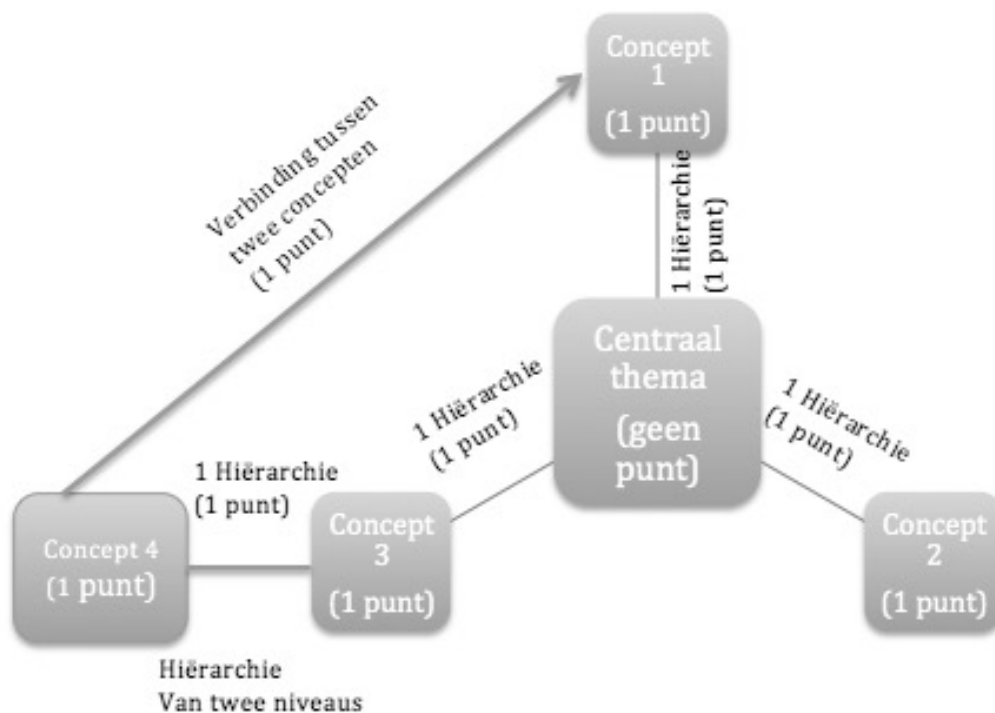 Concept
1
(1 punt)
Verbinding tussen
twee concepten
(1 punt)
1 Hiërarchie
(1 punt)
Centraal
thema
(geen
punt)
1 Hiërarchie
(1 punt)
1 Hiërarchie
(1 punt)
1 Hiërarchie
(1 punt)
Concept 4
(1 punt)
Concept
3
(1 punt)
Concept
2
(1 punt)
Hiërarchie
Van twee niveaus